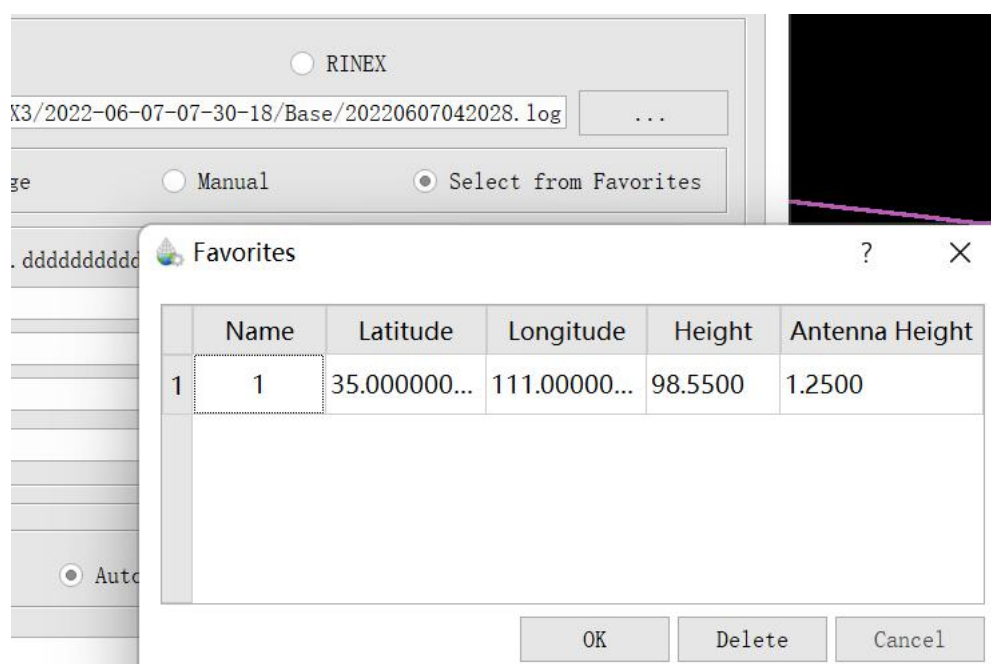 RINEX
X3/2022-06-07-07-30-18/Base/20220607042028.log
...
ge
Manual
Select from Favorites
.dddddddddd
Favorites
?
Name Latitude Longitude Height Antenna Height
1 1 35.000000... 111.00000... 98.5500 1.2500
Auto
OK Delete Cancel